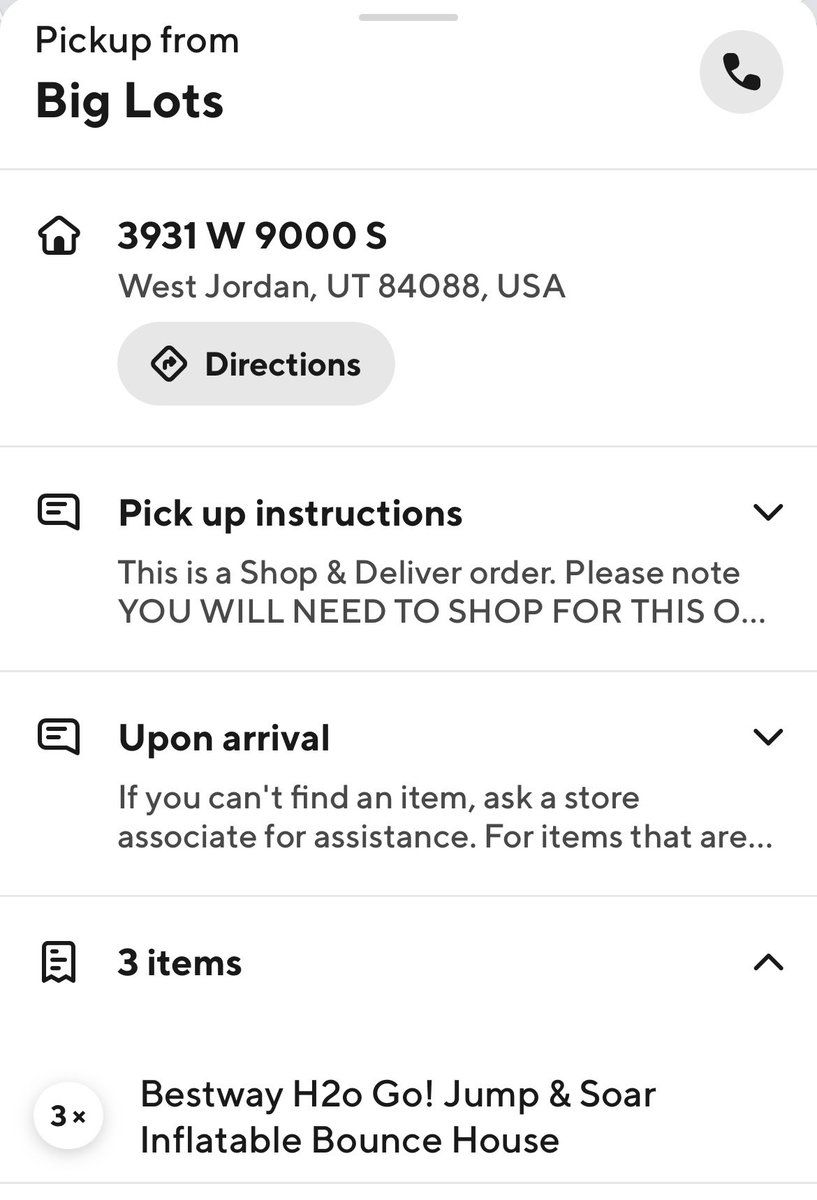 Pickup from
Big Lots
3931 W 9000 S
West Jordan, UT 84088, USA
Directions
Pick up instructions
This is a Shop & Deliver order. Please note
YOU WILL NEED TO SHOP FOR THIS O...
Upon arrival
If you can't find an item, ask a store
associate for assistance. For items that are...
3 items
3×
Bestway H2o Go! Jump & Soar
Inflatable Bounce House